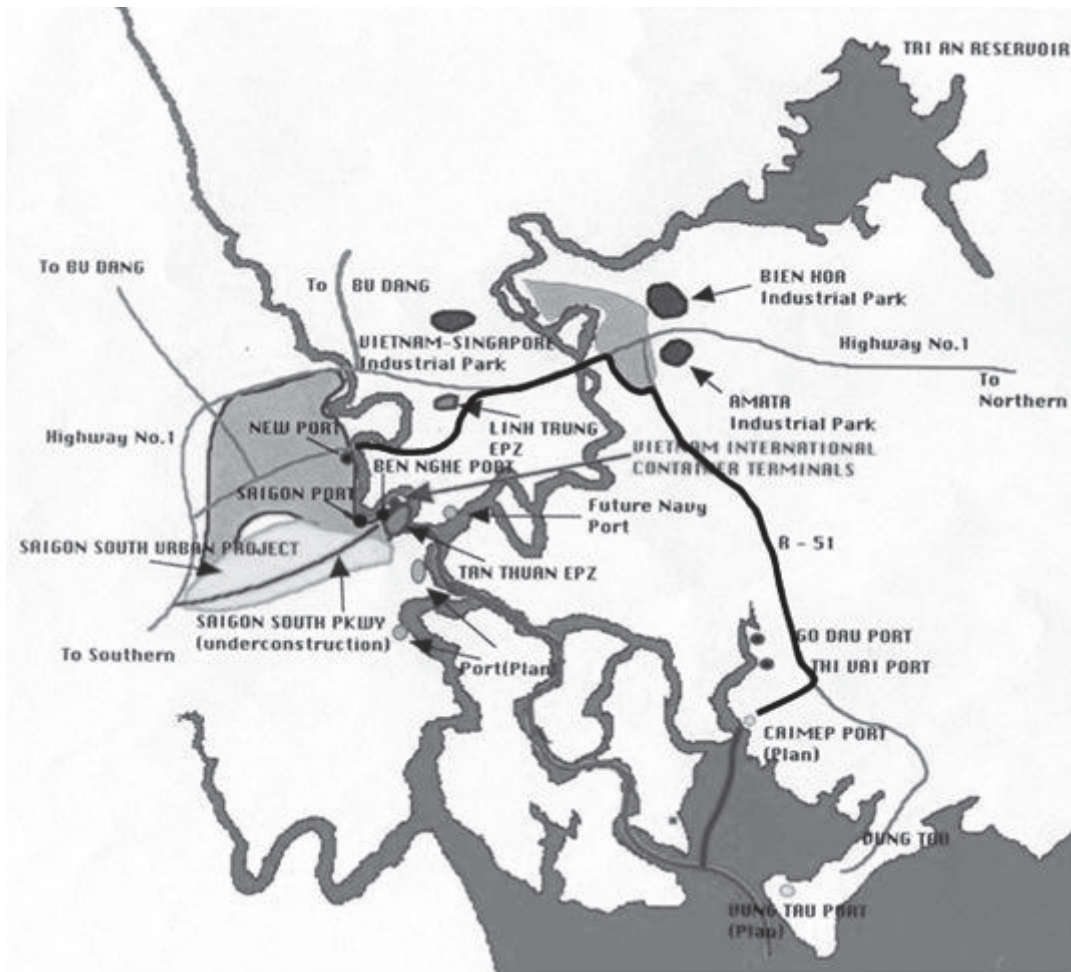 TRI AN RESERVOIR
To BU DANG
To BU DANG
BIEN HOA
Industrial Park
VIETNAM-SINGAPORE
Industrial Park
Highway No.1
To
Northern
AMATA
Industrial Park
Highway No.1
NEW PORT
LINH TRUNG
EPZ
BEN NGHE PORT
VIETNAM INTERNATIONAL
CONTAINER TERMINALS
SAIGON PORT
Future Navy
Port
SAIGON SOUTH URBAN PROJECT
TAN THUAN EPZ
R - 51
SAIGON SOUTH PKWY
(underconstruction)
To Southern
Port(Plan)
GO DAU PORT
THI VAI PORT
CAIMEP PORT
(Plan)
VUNG TAU
VUNG TAU PORT
(Plan)